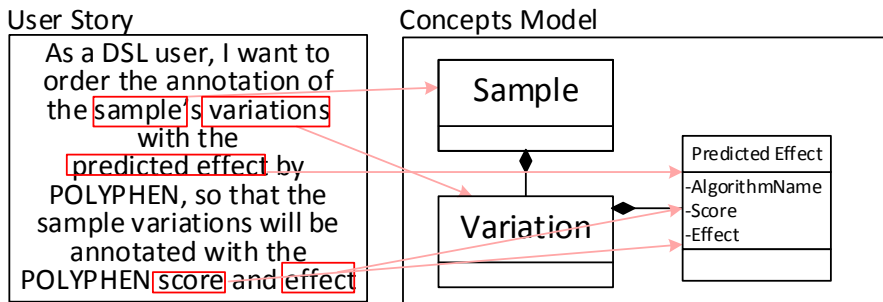 User Story
As a DSL user, I want to
order the annotation of
the sample's variations
with the
predicted effect by
POLYPHEN, so that the
sample variations will be
annotated with the
POLYPHEN score and effect
Concepts Model
Sample
Variation
Predicted Effect
-AlgorithmName
-Score
-Effect